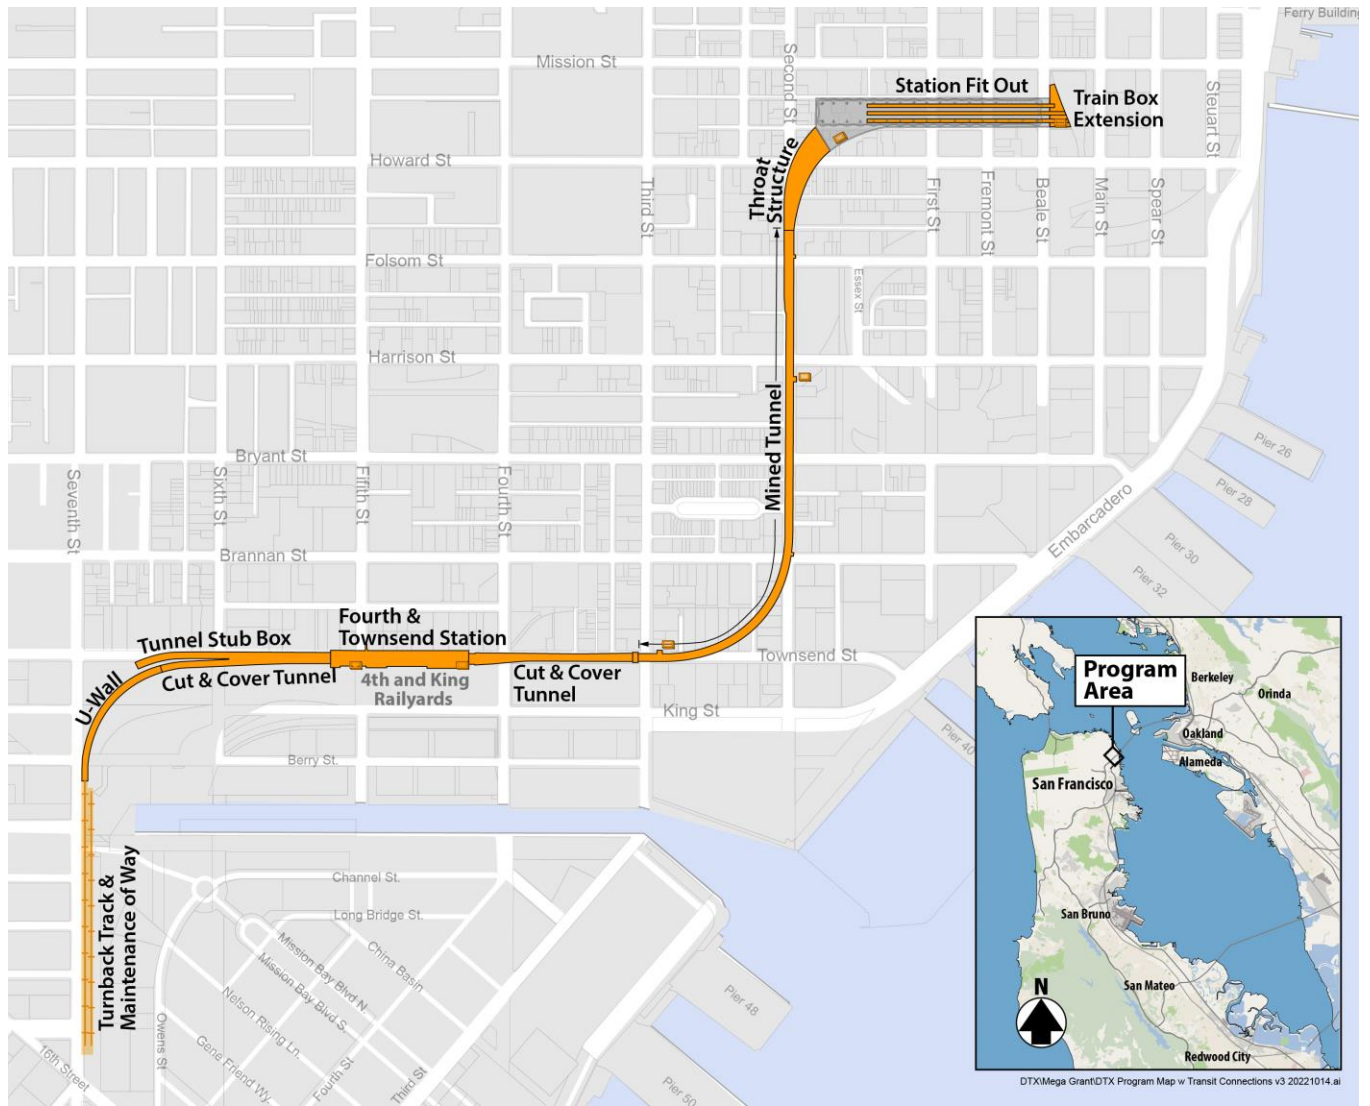 Ferry Building
Mission St
Second St
Station Fit Out
Train Box
Extension
Steuart St
Howard St
Throat
Structure
Third St
First St
Fremont St
Beale St
Main St
Spear St
Folsom St
Essex St
Harrison St
Mined Tunnel
Bryant St
Seventh St
Sixth St
Fifth St
Fourth St
Brannan St
Embarcadero
Pier 26
Pier 28
Pier 30
Pier 32
Fourth &
Townsend Station
Tunnel Stub Box
Cut & Cover Tunnel
4th and King
Railyards
Cut & Cover
Tunnel
Townsend St
U-Wall
King St
Berry St.
Pier 40
Turnback Track &
Maintenance of Way
Channel St.
Long Bridge St.
Mission Bay Blvd N.
Mission Bay Blvd S.
China Basin
Nelson Rising Ln.
Gene Friend Wy.
Fourth St
Third St
Owens St
16th Street
Pier 48
Pier 50
Program
Area
Berkeley
Orinda
Oakland
Alameda
San Francisco
San Bruno
San Mateo
Redwood City
N
DTX\Mega Grant\DTX Program Map w Transit Connections v3 20221014.ai